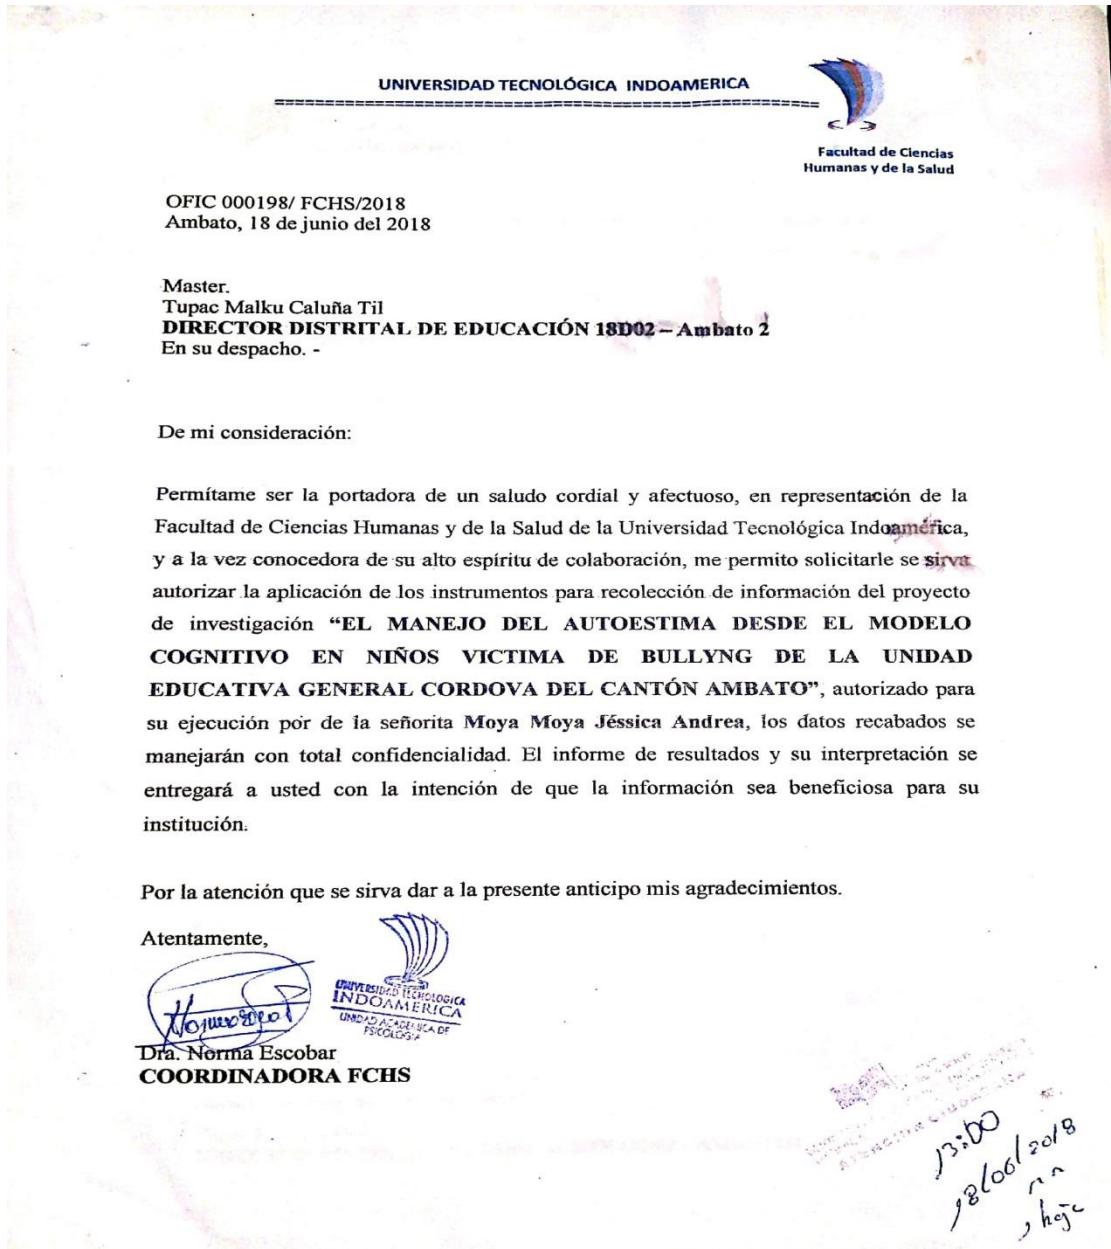 UNIVERSIDAD TECNOLÓGICA INDOAMERICA
==========================================================
Facultad de Ciencias
Humanas y de la Salud
OFIC 000198/ FCHS/2018
Ambato, 18 de junio del 2018
Master.
Tupac Malku Caluña Til
DIRECTOR DISTRITAL DE EDUCACIÓN 18D02 – Ambato 2
En su despacho. -
De mi consideración:
Permítame ser la portadora de un saludo cordial y afectuoso, en representación de la
Facultad de Ciencias Humanas y de la Salud de la Universidad Tecnológica Indoamérica,
y a la vez conocedora de su alto espíritu de colaboración, me permito solicitarle se sirva
autorizar la aplicación de los instrumentos para recolección de información del proyecto
de investigación “EL MANEJO DEL AUTOESTIMA DESDE EL MODELO
COGNITIVO EN NIÑOS VICTIMA DE BULLYNG DE LA UNIDAD
EDUCATIVA GENERAL CORDOVA DEL CANTÓN AMBATO”, autorizado para
su ejecución por de la señorita Moya Moya Jéssica Andrea, los datos recabados se
manejarán con total confidencialidad. El informe de resultados y su interpretación se
entregará a usted con la intención de que la información sea beneficiosa para su
institución.
Por la atención que se sirva dar a la presente anticipo mis agradecimientos.
Atentamente,
UNIVERSIDAD TECNOLOGICA
INDOAMERICA
UNIDAD ACADEMICA DE
PSICOLOGIA
Dra. Norma Escobar
COORDINADORA FCHS
ATENCION CIUDADANA
13:00
18/06/2018
1 hoja